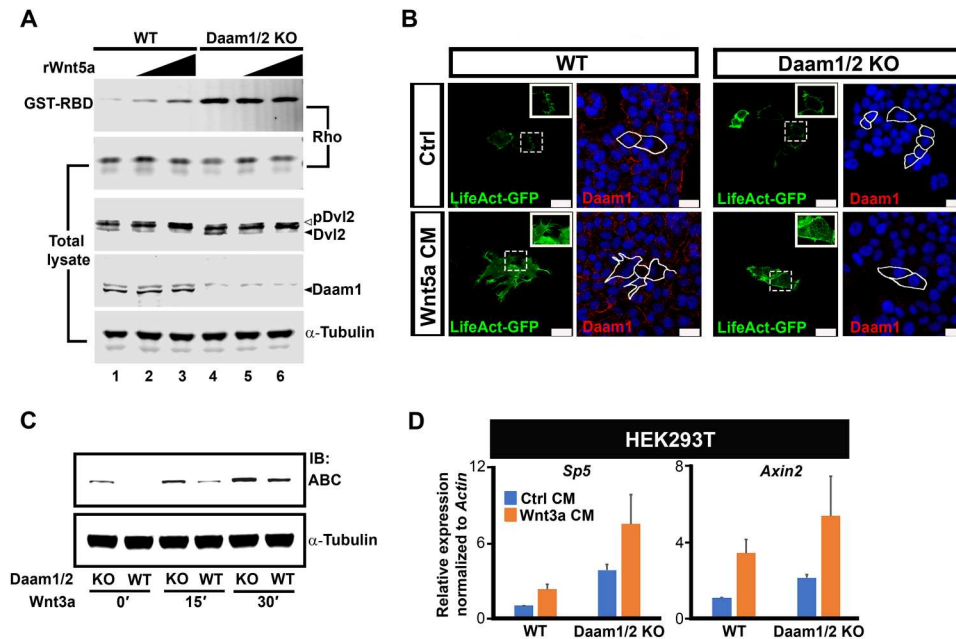 A
WT Daam1/2 KO
rWnt5a
GST-RBD
Rho
pDvl2
Dvl2
Total
lysate
Daam1
α-Tubulin
1 2 3 4 5 6
B
WT Daam1/2 KO
Ctrl
LifeAct-GFP Daam1 LifeAct-GFP Daam1
Wnt5a CM
LifeAct-GFP Daam1 LifeAct-GFP Daam1
C
IB:
ABC
α-Tubulin
Daam1/2 KO WT KO WT KO WT
Wnt3a 0′ 15′ 30′
D
HEK293T
Relative expression
normalized to Actin
Sp5
12
6
0
Ctrl CM
Wnt3a CM
WT Daam1/2 KO
Axin2
8
4
0
WT Daam1/2 KO